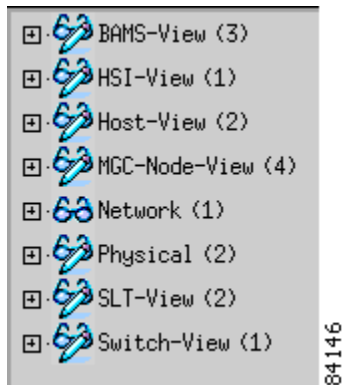 BAMS-View (3)
HSI-View (1)
Host-View (2)
MGC-Node-View (4)
Network (1)
Physical (2)
SLT-View (2)
Switch-View (1)
84146